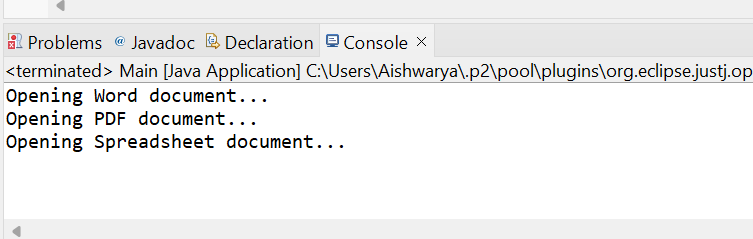 Problems @ Javadoc Declaration Console
<terminated> Main [Java Application] C:\Users\Aishwarya\.p2\pool\plugins\org.eclipse.justj.op
Opening Word document...
Opening PDF document...
Opening Spreadsheet document...